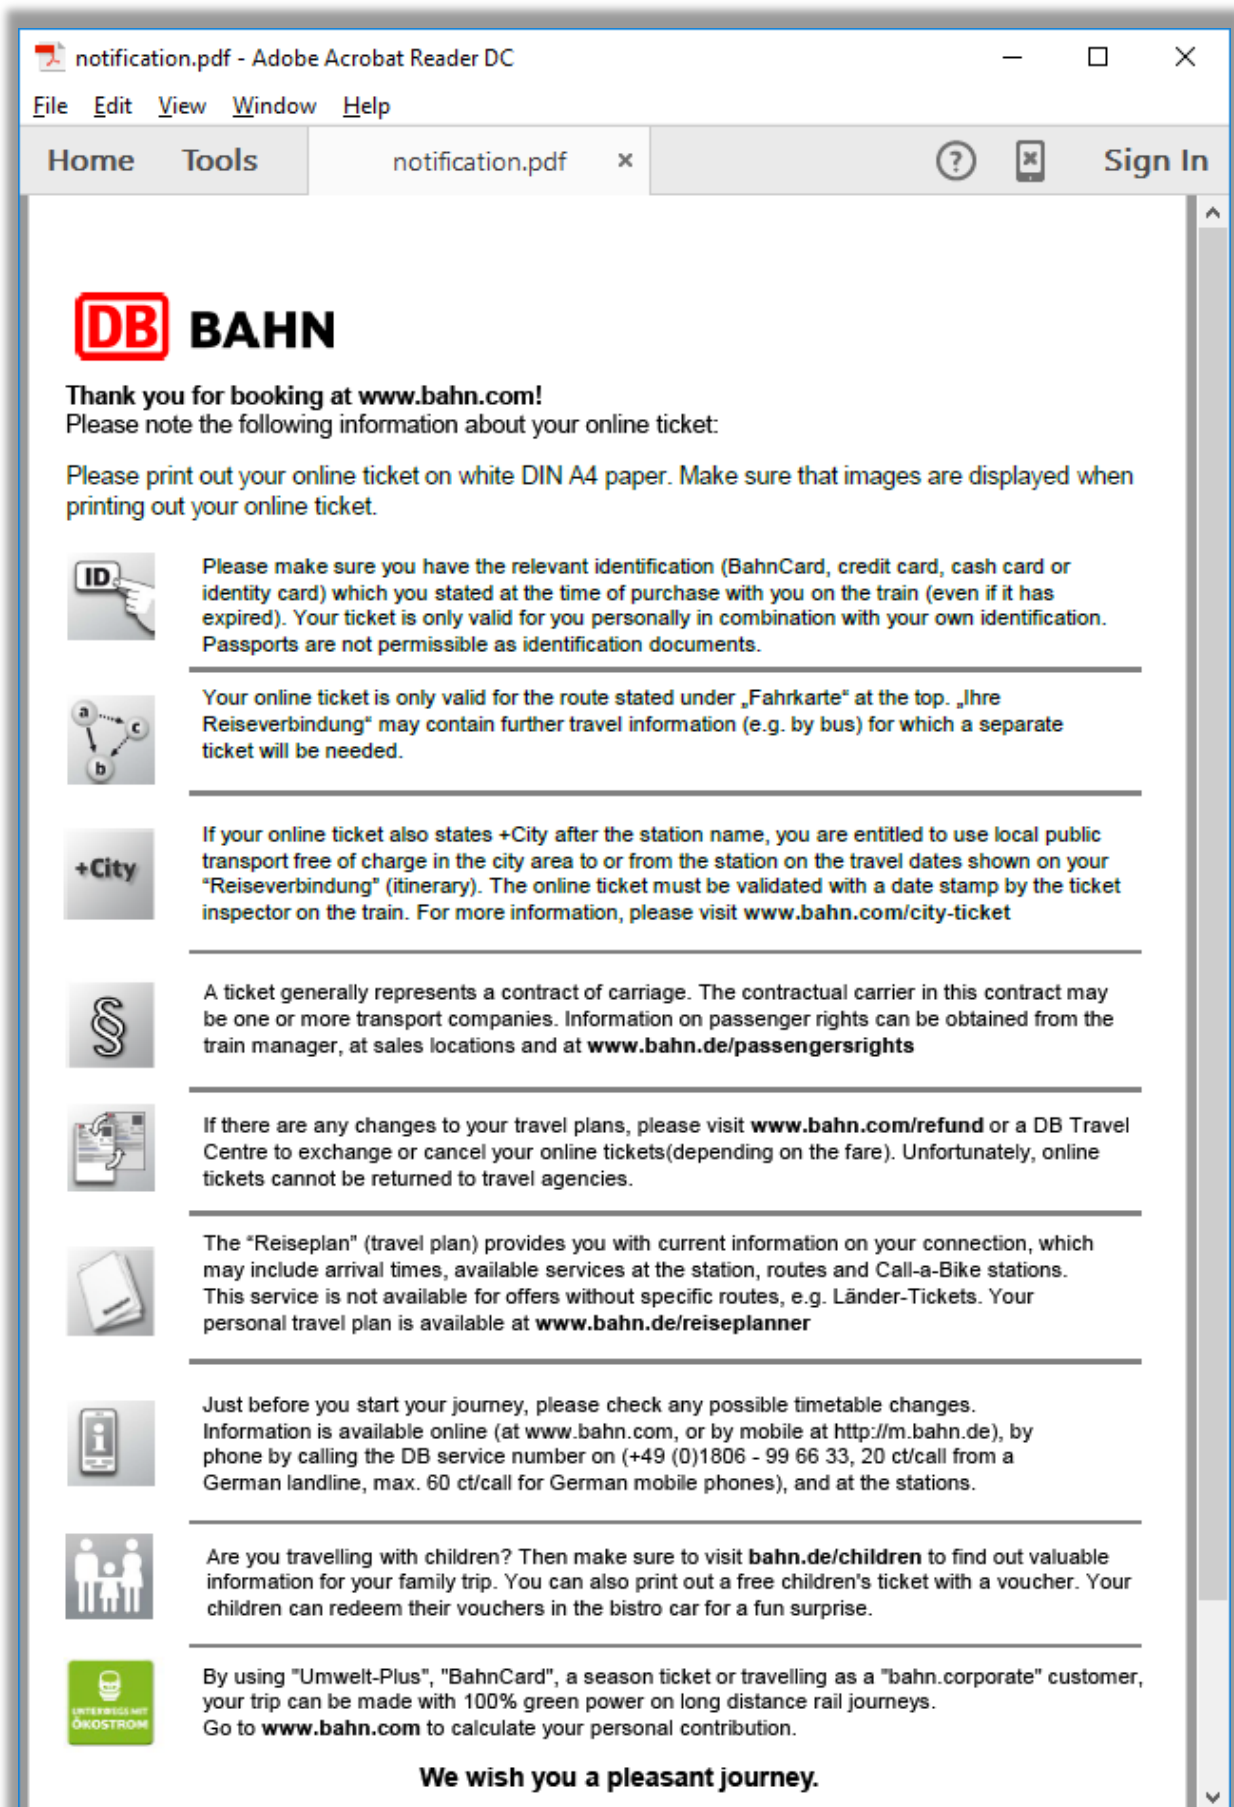 notification.pdf - Adobe Acrobat Reader DC
File Edit View Window Help
Home Tools notification.pdf × ? Sign In
DB BAHN
Thank you for booking at www.bahn.com!
Please note the following information about your online ticket:
Please print out your online ticket on white DIN A4 paper. Make sure that images are displayed when
printing out your online ticket.
ID
Please make sure you have the relevant identification (BahnCard, credit card, cash card or
identity card) which you stated at the time of purchase with you on the train (even if it has
expired). Your ticket is only valid for you personally in combination with your own identification.
Passports are not permissible as identification documents.
a
c
b
Your online ticket is only valid for the route stated under „Fahrkarte“ at the top. „Ihre
Reiseverbindung“ may contain further travel information (e.g. by bus) for which a separate
ticket will be needed.
+City
If your online ticket also states +City after the station name, you are entitled to use local public
transport free of charge in the city area to or from the station on the travel dates shown on your
“Reiseverbindung” (itinerary). The online ticket must be validated with a date stamp by the ticket
inspector on the train. For more information, please visit www.bahn.com/city-ticket
§
A ticket generally represents a contract of carriage. The contractual carrier in this contract may
be one or more transport companies. Information on passenger rights can be obtained from the
train manager, at sales locations and at www.bahn.de/passengersrights
If there are any changes to your travel plans, please visit www.bahn.com/refund or a DB Travel
Centre to exchange or cancel your online tickets(depending on the fare). Unfortunately, online
tickets cannot be returned to travel agencies.
The “Reiseplan” (travel plan) provides you with current information on your connection, which
may include arrival times, available services at the station, routes and Call-a-Bike stations.
This service is not available for offers without specific routes, e.g. Länder-Tickets. Your
personal travel plan is available at www.bahn.de/reiseplanner
i
Just before you start your journey, please check any possible timetable changes.
Information is available online (at www.bahn.com, or by mobile at http://m.bahn.de), by
phone by calling the DB service number on (+49 (0)1806 - 99 66 33, 20 ct/call from a
German landline, max. 60 ct/call for German mobile phones), and at the stations.
Are you travelling with children? Then make sure to visit bahn.de/children to find out valuable
information for your family trip. You can also print out a free children's ticket with a voucher. Your
children can redeem their vouchers in the bistro car for a fun surprise.
UNTERWEGS MIT
ÖKOSTROM
By using "Umwelt-Plus", "BahnCard", a season ticket or travelling as a "bahn.corporate" customer,
your trip can be made with 100% green power on long distance rail journeys.
Go to www.bahn.com to calculate your personal contribution.
We wish you a pleasant journey.